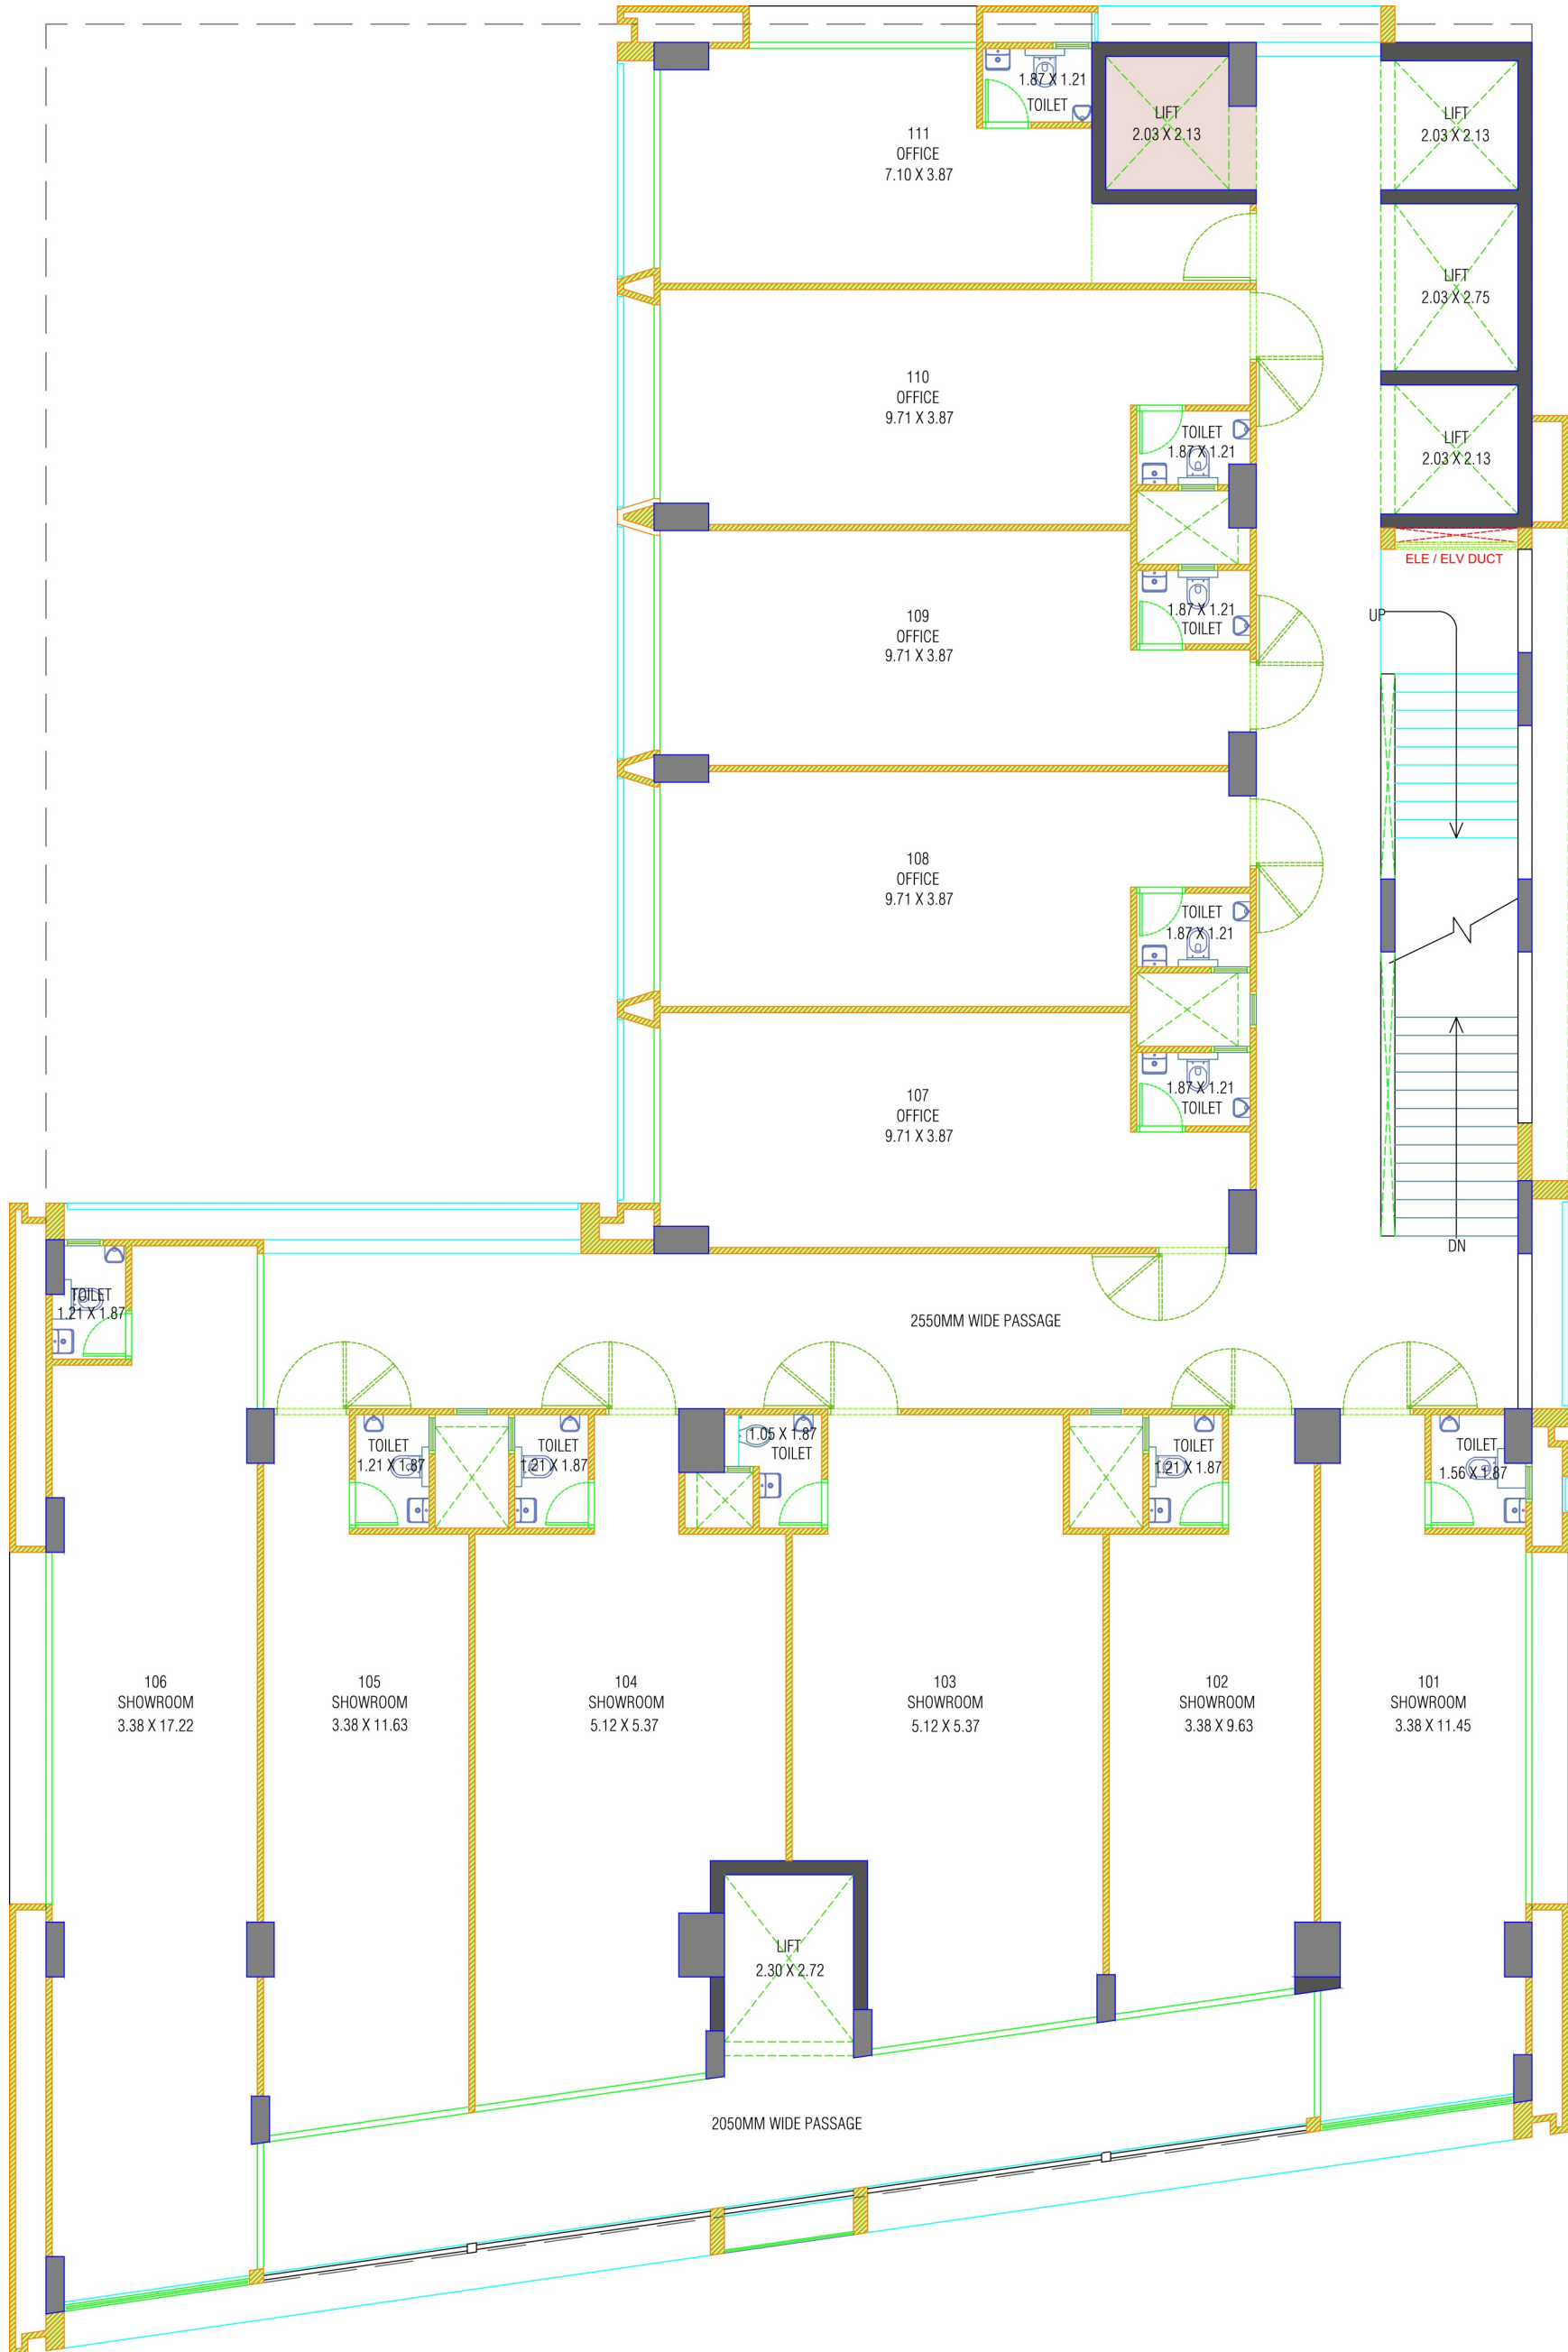 1.87 X 1.21
TOILET
LIFT
2.03 X 2.13
LIFT
2.03 X 2.13
111
OFFICE
7.10 X 3.87
LIFT
2.03 X 2.75
110
OFFICE
9.71 X 3.87
TOILET
1.87 X 1.21
LIFT
2.03 X 2.13
ELE / ELV DUCT
1.87 X 1.21
TOILET
109
OFFICE
9.71 X 3.87
UP
108
OFFICE
9.71 X 3.87
TOILET
1.87 X 1.21
1.87 X 1.21
TOILET
107
OFFICE
9.71 X 3.87
DN
TOILET
1.21 X 1.87
2550MM WIDE PASSAGE
TOILET
1.21 X 1.87
TOILET
1.21 X 1.87
1.05 X 1.87
TOILET
TOILET
1.21 X 1.87
TOILET
1.56 X 1.87
106
SHOWROOM
3.38 X 17.22
105
SHOWROOM
3.38 X 11.63
104
SHOWROOM
5.12 X 5.37
103
SHOWROOM
5.12 X 5.37
102
SHOWROOM
3.38 X 9.63
101
SHOWROOM
3.38 X 11.45
LIFT
2.30 X 2.72
2050MM WIDE PASSAGE